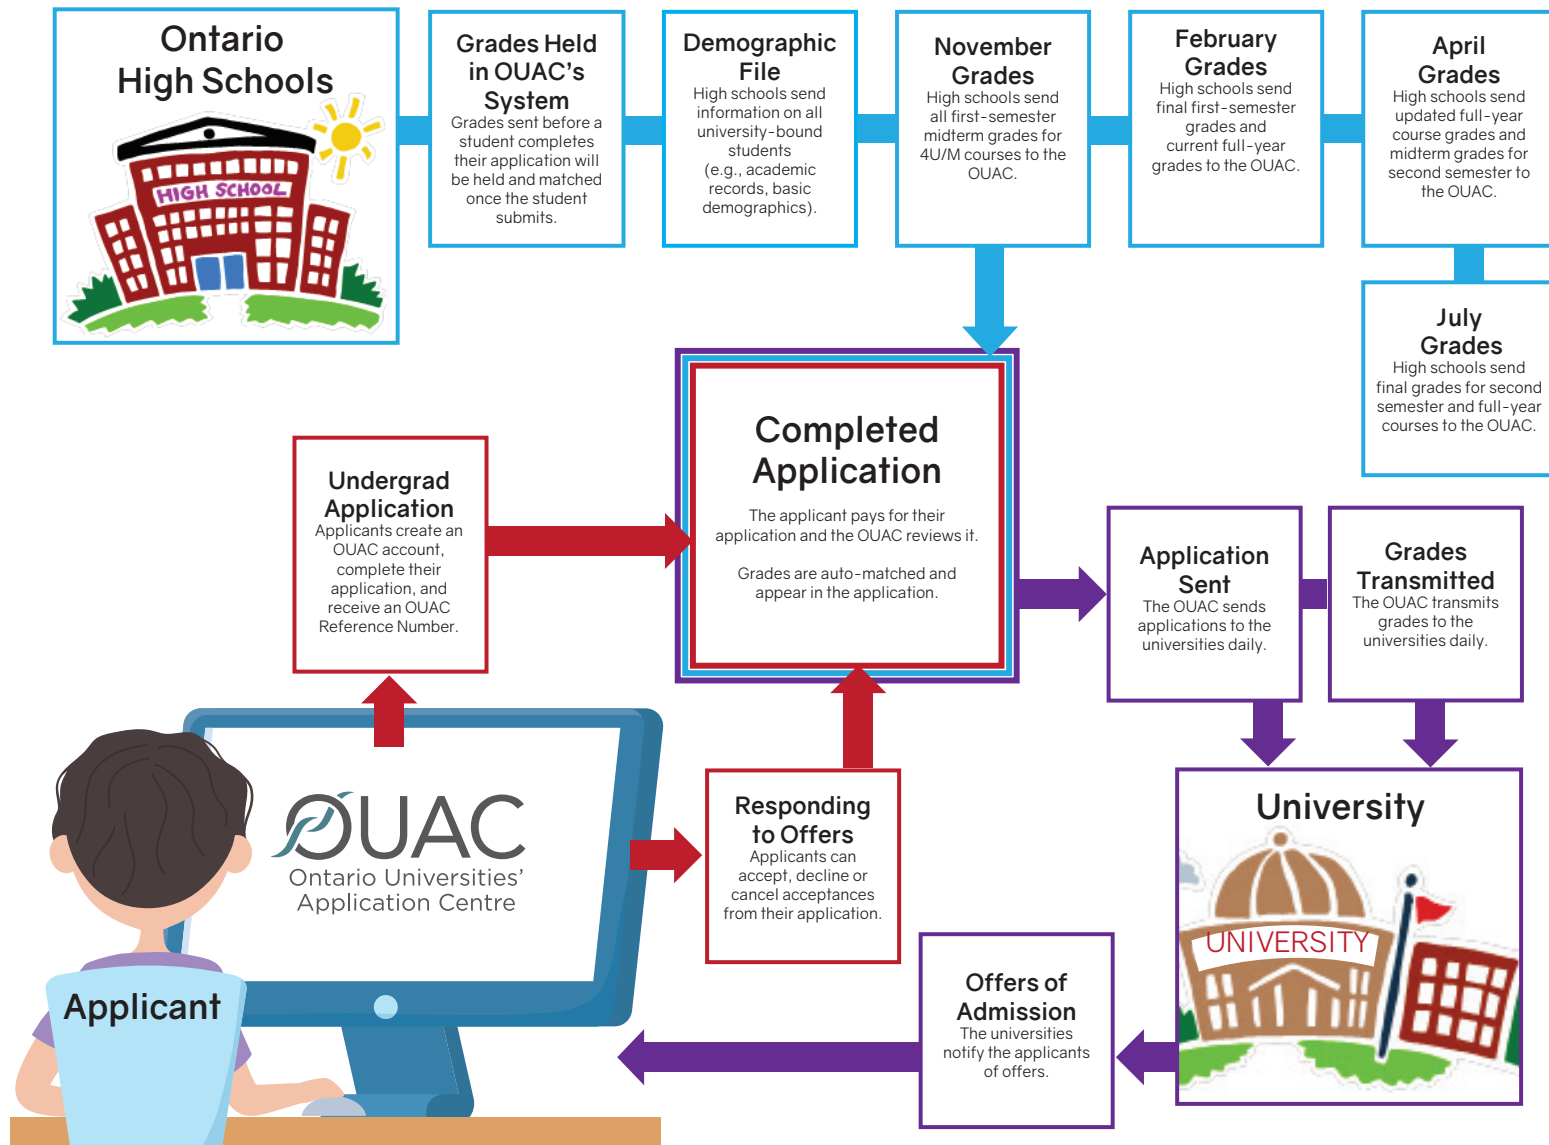 Ontario
High Schools
HIGH SCHOOL
Grades Held
in OUAC's
System
Grades sent before a
student completes
their application will
be held and matched
once the student
submits.
Demographic
File
High schools send
information on all
university-bound
students
(e.g., academic
records, basic
demographics).
November
Grades
High schools send
all first-semester
midterm grades for
4U/M courses to the
OUAC.
February
Grades
High schools send
final first-semester
grades and
current full-year
grades to the OUAC.
April
Grades
High schools send
updated full-year
course grades and
midterm grades for
second semester to
the OUAC.
July
Grades
High schools send
final grades for second
semester and full-year
courses to the OUAC.
Undergrad
Application
Applicants create an
OUAC account,
complete their
application, and
receive an OUAC
Reference Number.
Completed
Application
The applicant pays for their
application and the OUAC reviews it.
Grades are auto-matched and
appear in the application.
Application
Sent
The OUAC sends
applications to the
universities daily.
Grades
Transmitted
The OUAC transmits
grades to the
universities daily.
OUAC
Ontario Universities'
Application Centre
Applicant
Responding
to Offers
Applicants can
accept, decline or
cancel acceptances
from their application.
University
UNIVERSITY
Offers of
Admission
The universities
notify the applicants
of offers.